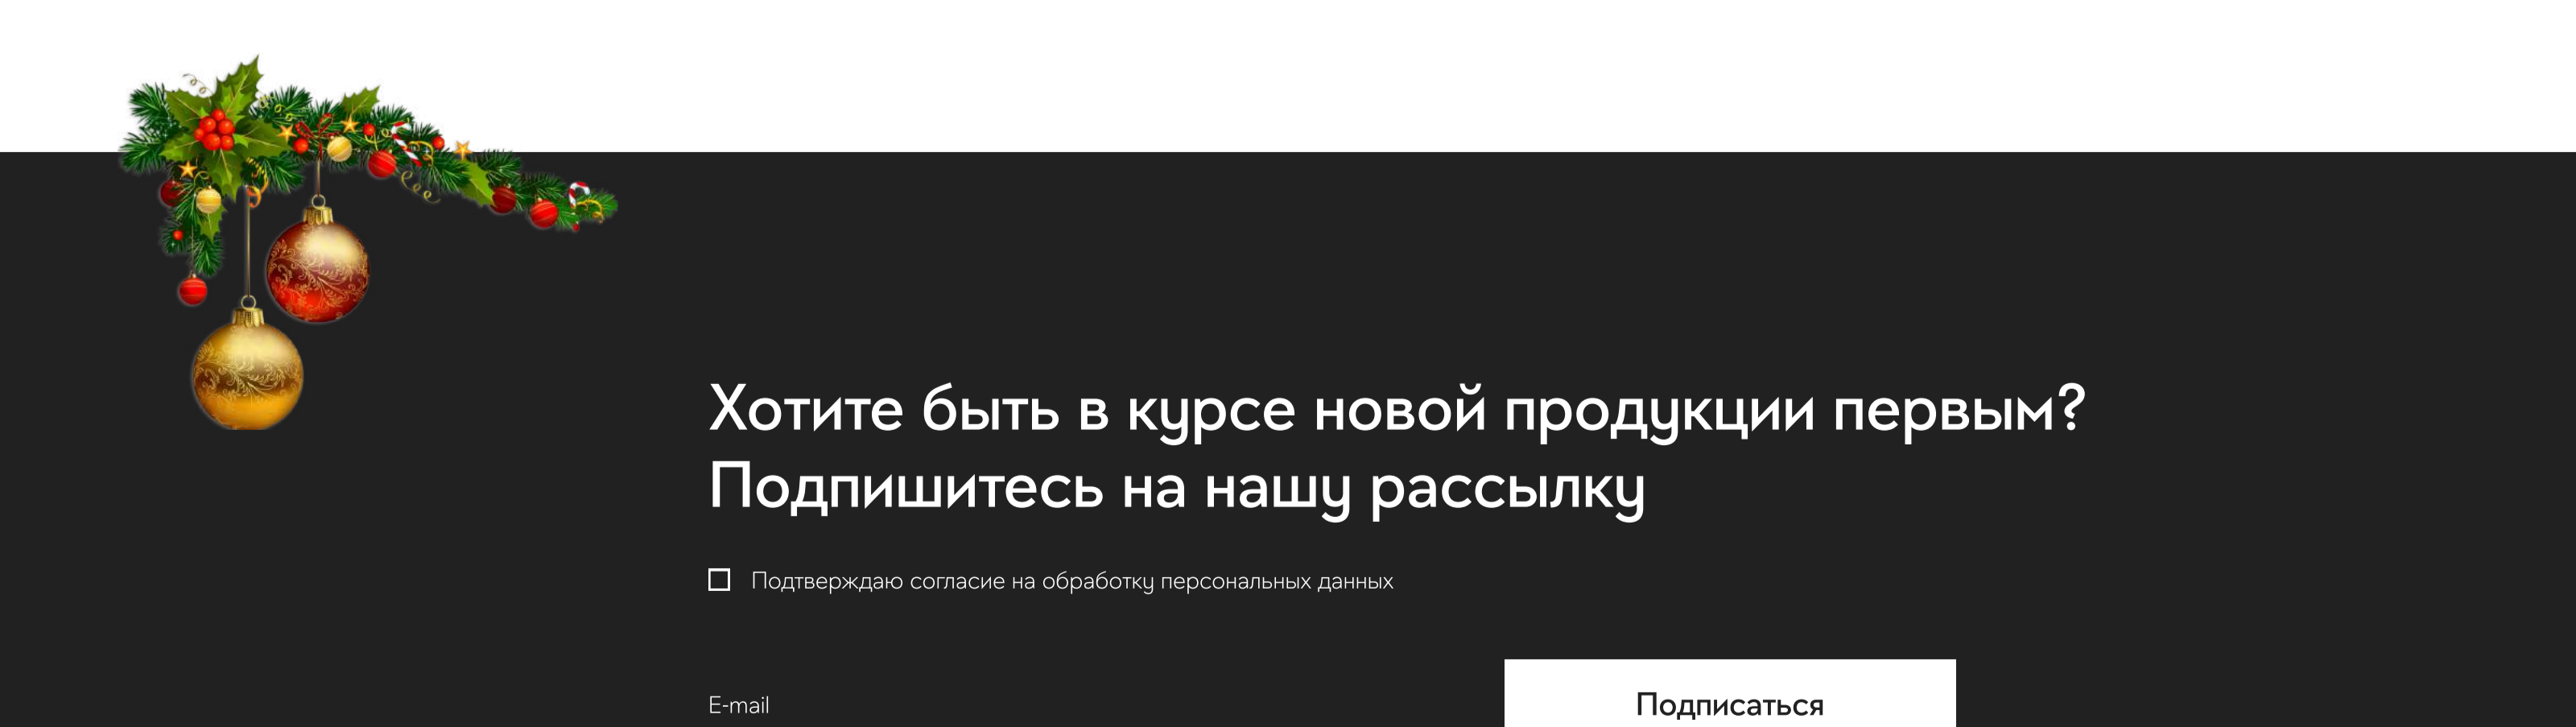 Хотите быть в курсе новой продукции первым?
Подпишитесь на нашу рассылку
Подтверждаю согласие на обработку персональных данных
E-mail
Подписаться